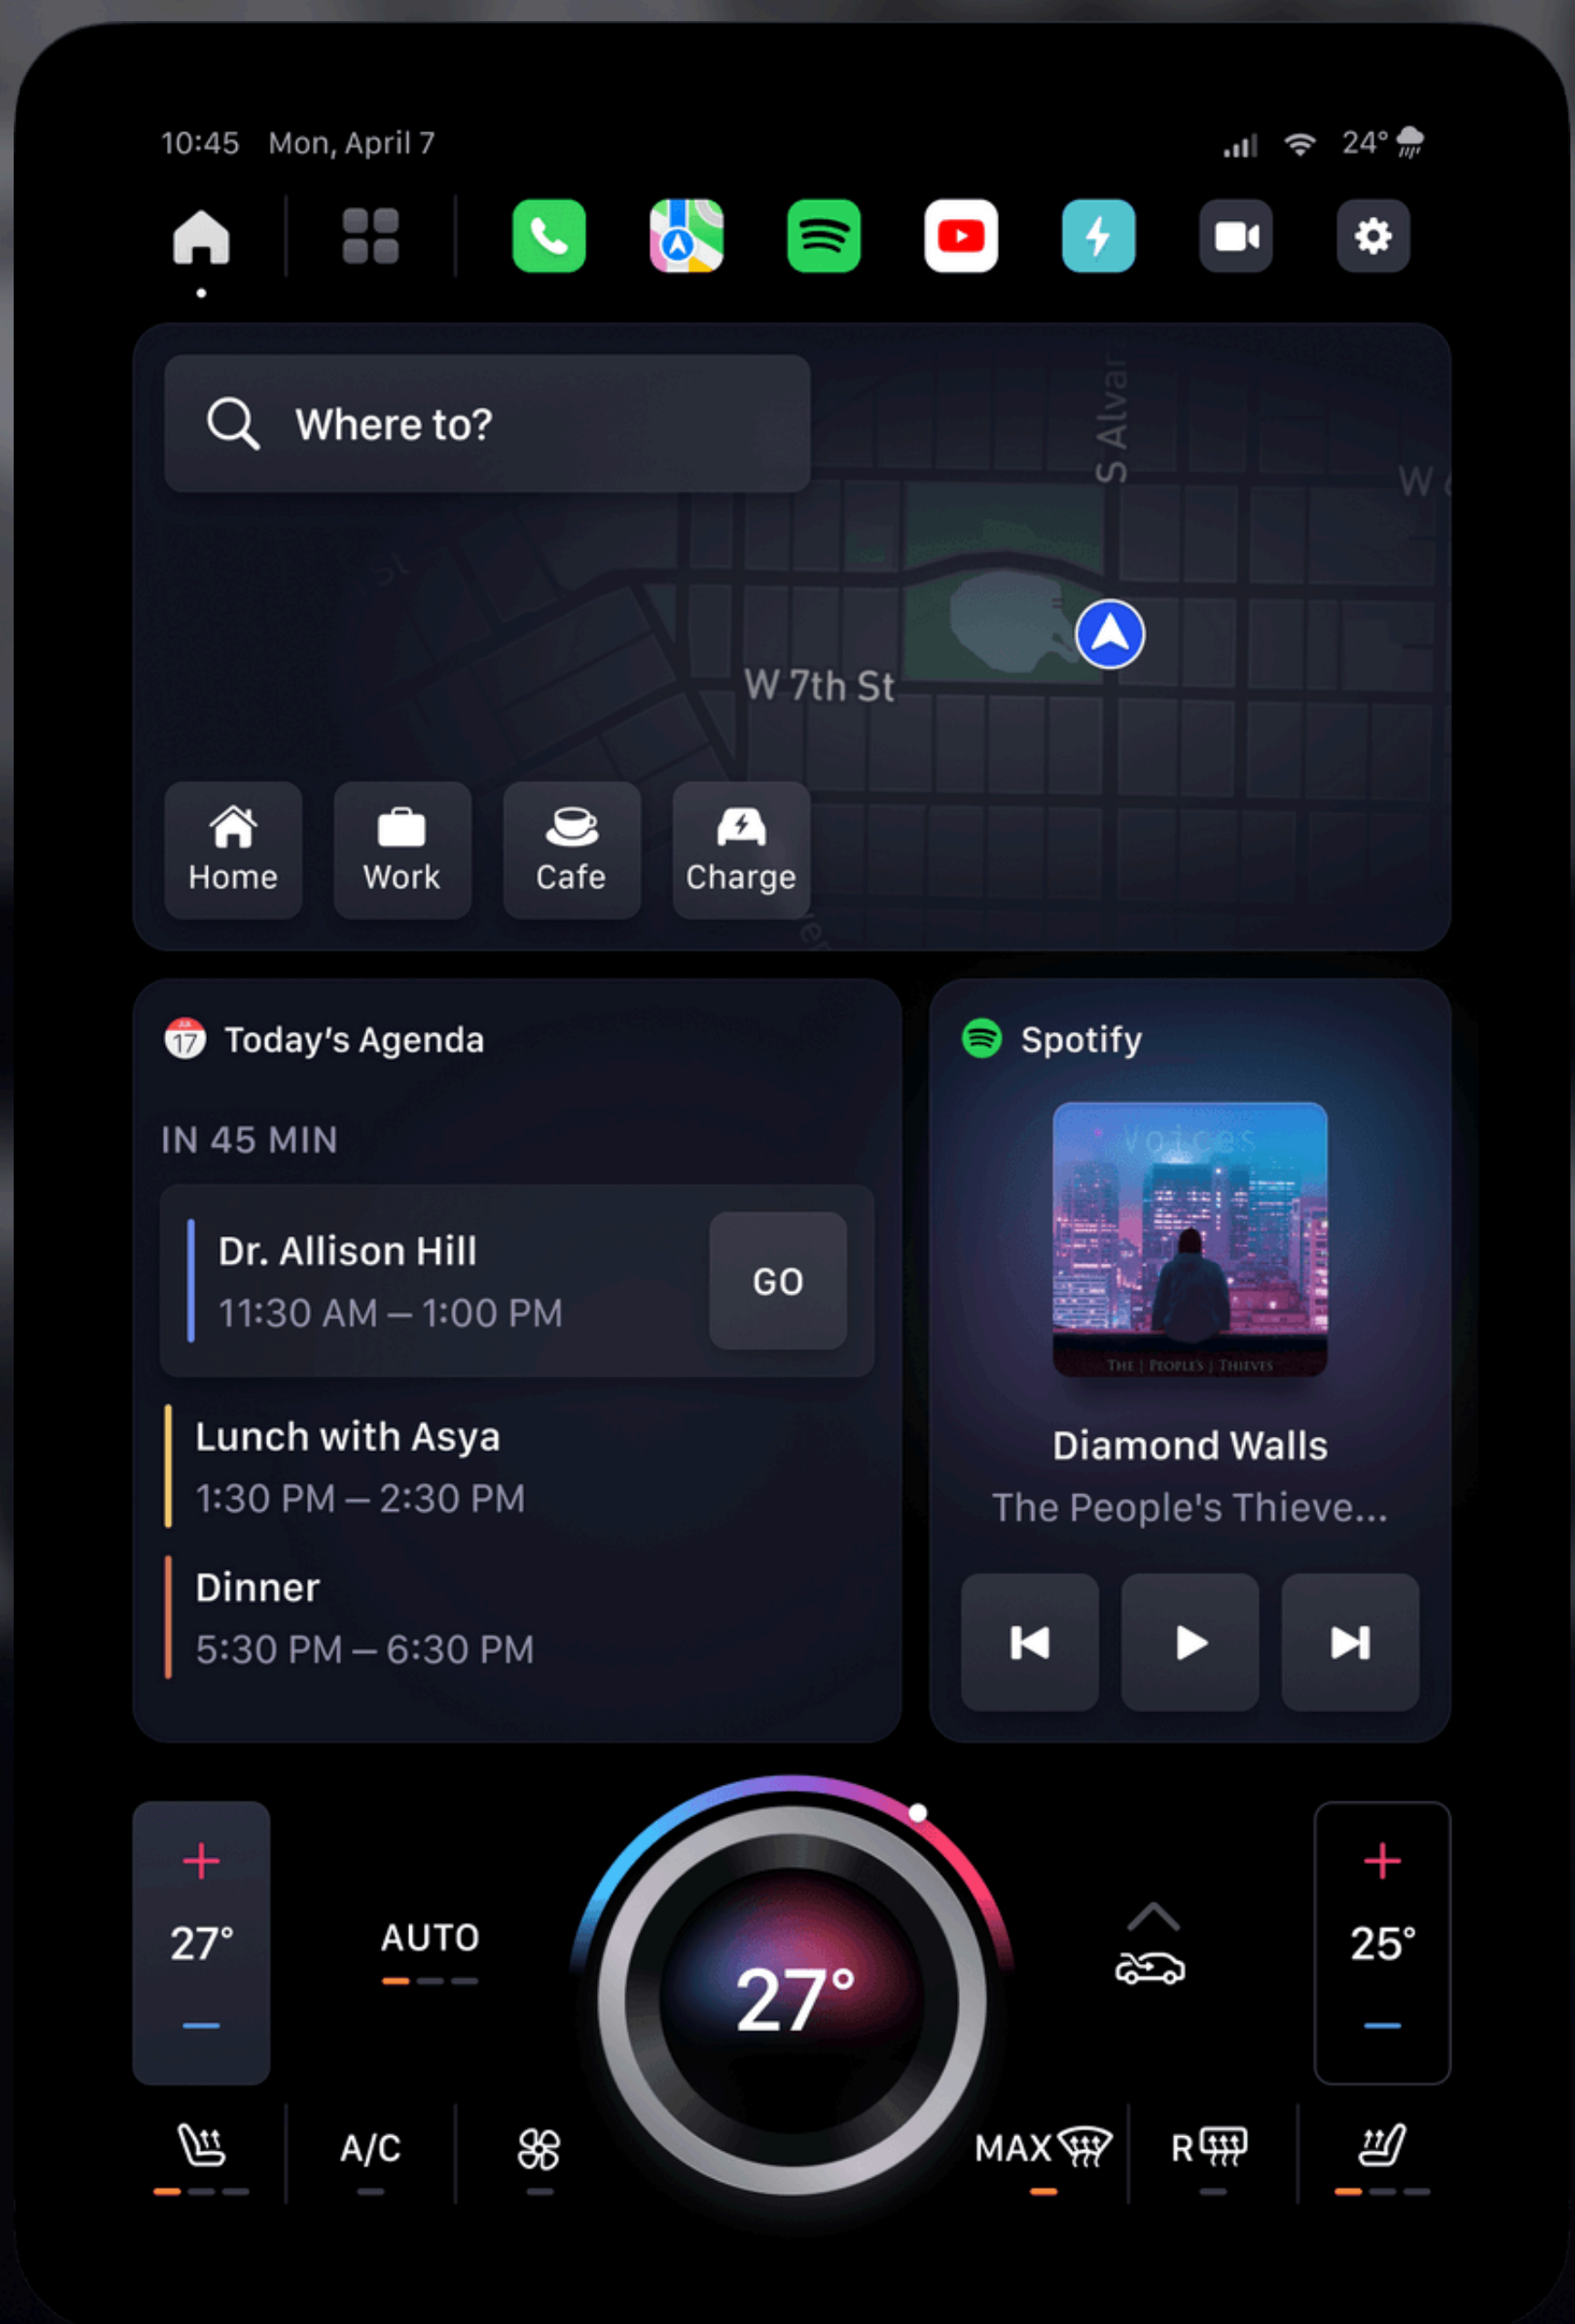 10:45 Mon, April 7
24°
Where to?
S Alvar
W
St
W 7th St
Home
Work
Cafe
Charge
JUL
17
Today's Agenda
IN 45 MIN
Dr. Allison Hill
11:30 AM – 1:00 PM
GO
Lunch with Asya
1:30 PM – 2:30 PM
Dinner
5:30 PM – 6:30 PM
Spotify
Voices
THE | PEOPLE'S | THIEVES
Diamond Walls
The People's Thieve...
27°
AUTO
27°
25°
A/C
MAX
R